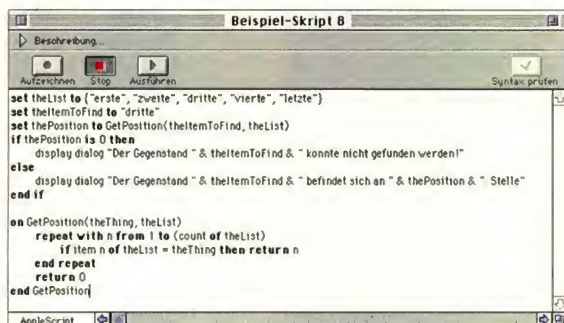 Beispiel-Skript 8
Beschreibung...
Aufzeichnen Stop Ausführen Syntax prüfen
set theList to {"erste", "zweite", "dritte", "vierte", "letzte"}
set theItemToFind to "dritte"
set thePosition to GetPosition(theItemToFind, theList)
if thePosition is 0 then
display dialog "Der Gegenstand " & theItemToFind & " konnte nicht gefunden werden!"
else
display dialog "Der Gegenstand " & theItemToFind & " befindet sich an " & thePosition & ". Stelle"
end if
on GetPosition(theThing, theList)
repeat with n from 1 to (count of theList)
if item n of theList = theThing then return n
end repeat
return 0
end GetPosition
AppleScript